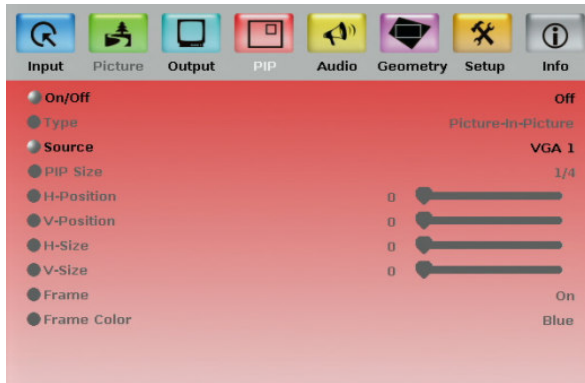 Input Picture Output PIP Audio Geometry Setup Info
On/Off Off
Type Picture-In-Picture
Source VGA 1
PIP Size 1/4
H-Position 0
V-Position 0
H-Size 0
V-Size 0
Frame On
Frame Color Blue